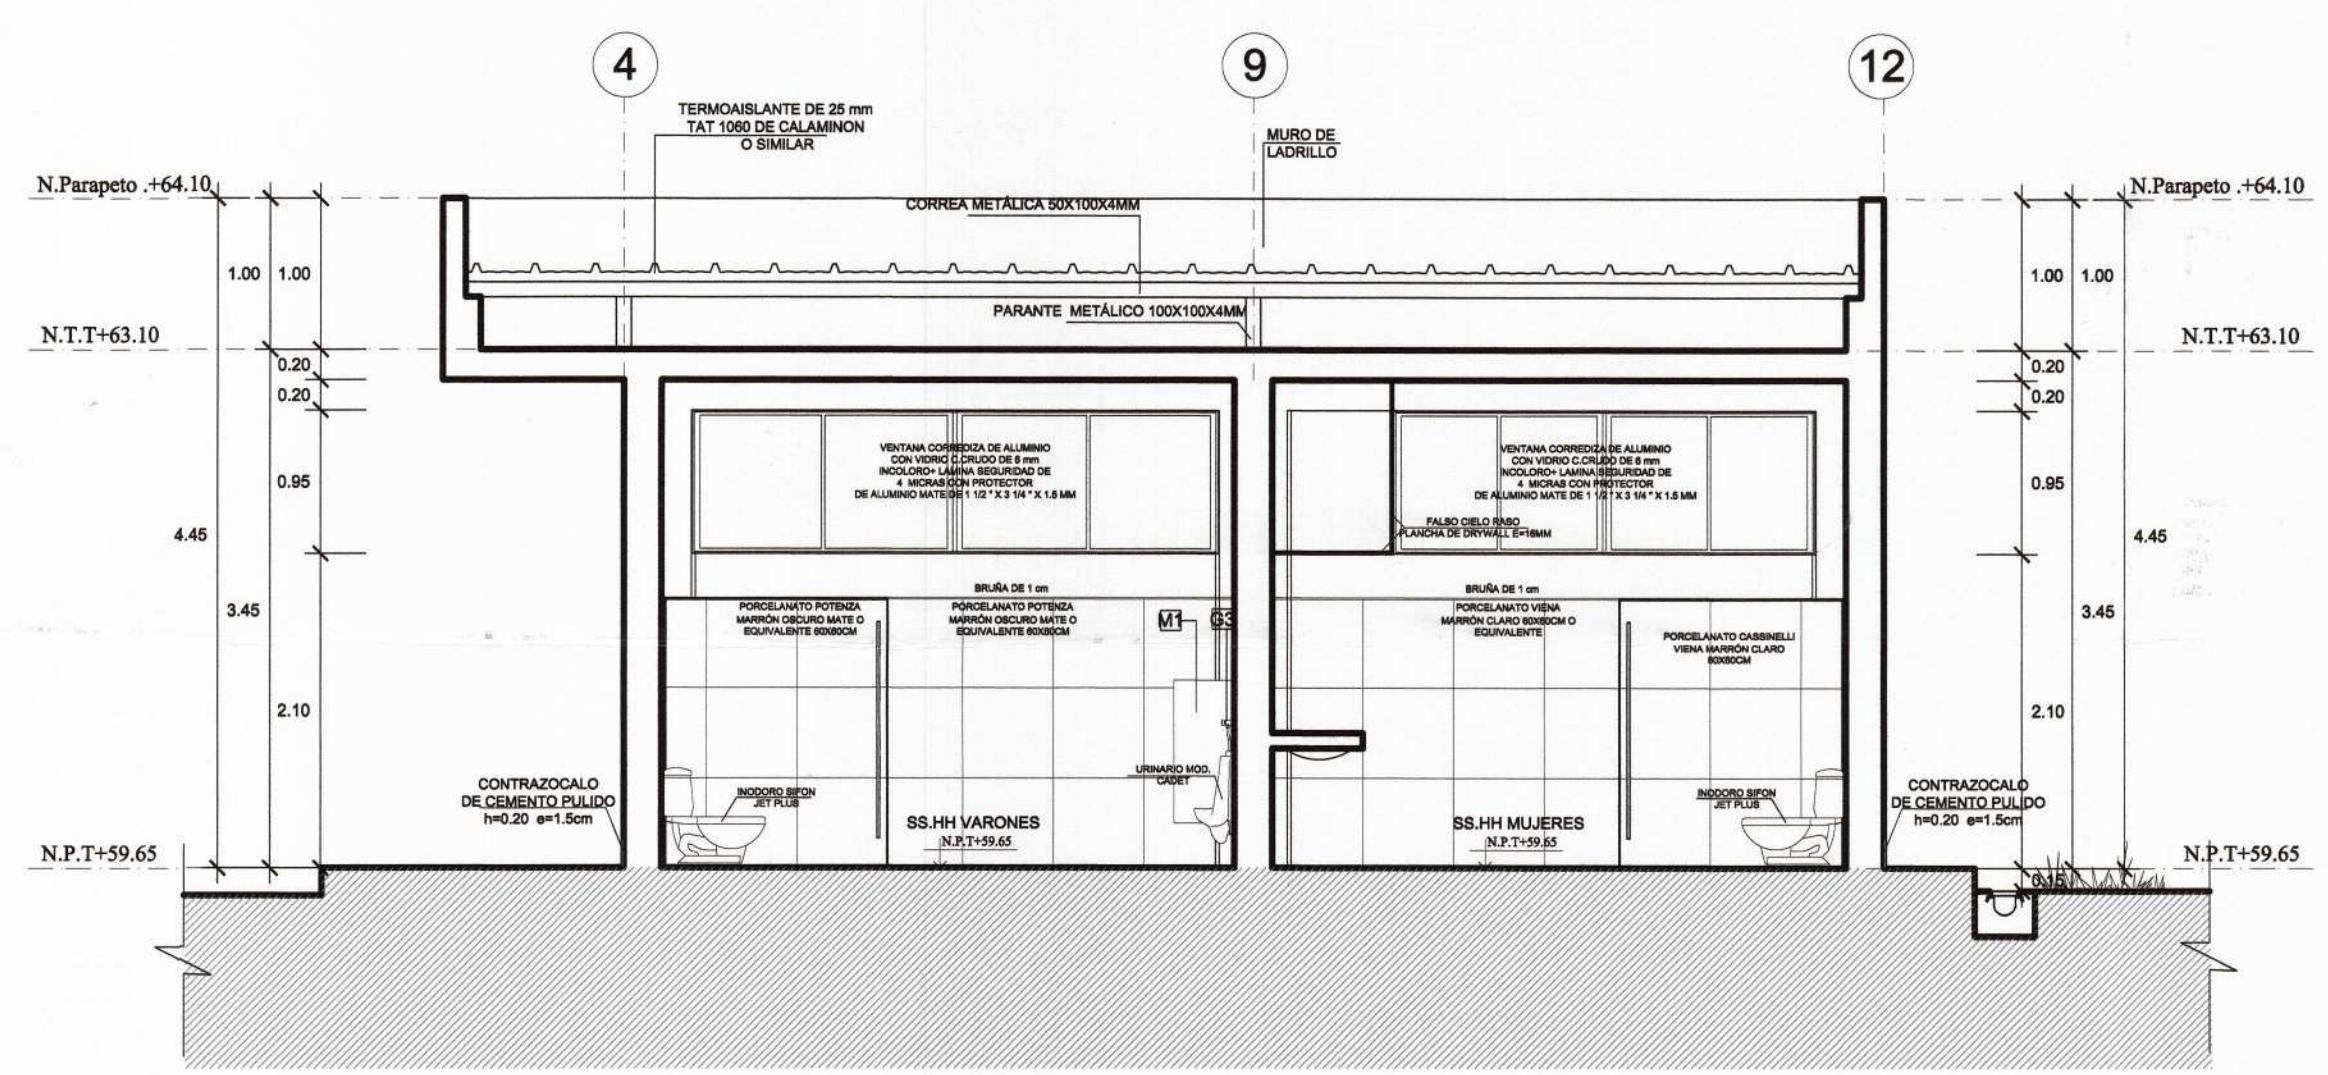 4
9
12
TERMOAISLANTE DE 25 mm
TAT 1060 DE CALAMINON
O SIMILAR
MURO DE
LADRILLO
N.Parapeto .+64.10
N.Parapeto .+64.10
CORREA METÁLICA 50X100X4MM
1.00
1.00
1.00
1.00
PARANTE METÁLICO 100X100X4MM
N.T.T+63.10
N.T.T+63.10
0.20
0.20
0.20
0.20
VENTANA CORREDIZA DE ALUMINIO
CON VIDRIO C.CRUDO DE 6 mm
INCOLORO+ LAMINA SEGURIDAD DE
4 MICRAS CON PROTECTOR
DE ALUMINIO MATE DE 1 1/2 " X 3 1/4 " X 1.5 MM
VENTANA CORREDIZA DE ALUMINIO
CON VIDRIO C.CRUDO DE 6 mm
INCOLORO+ LAMINA SEGURIDAD DE
4 MICRAS CON PROTECTOR
DE ALUMINIO MATE DE 1 1/2 " X 3 1/4 " X 1.5 MM
0.95
0.95
FALSO CIELO RASO
PLANCHA DE DRYWALL E=16MM
4.45
4.45
BRUÑA DE 1 cm
BRUÑA DE 1 cm
3.45
3.45
PORCELANATO POTENZA
MARRÓN OSCURO MATE O
EQUIVALENTE 60X60CM
PORCELANATO POTENZA
MARRÓN OSCURO MATE O
EQUIVALENTE 60X60CM
M1
G3
PORCELANATO VIENA
MARRÓN CLARO 60X60CM O
EQUIVALENTE
PORCELANATO CASSINELLI
VIENA MARRÓN CLARO
60X60CM
2.10
2.10
CONTRAZOCALO
DE CEMENTO PULIDO
h=0.20 e=1.5cm
INODORO SIFON
JET PLUS
URINARIO MOD.
CADET
INODORO SIFON
JET PLUS
CONTRAZOCALO
DE CEMENTO PULIDO
h=0.20 e=1.5cm
SS.HH VARONES
N.P.T+59.65
SS.HH MUJERES
N.P.T+59.65
N.P.T+59.65
N.P.T+59.65
0.15